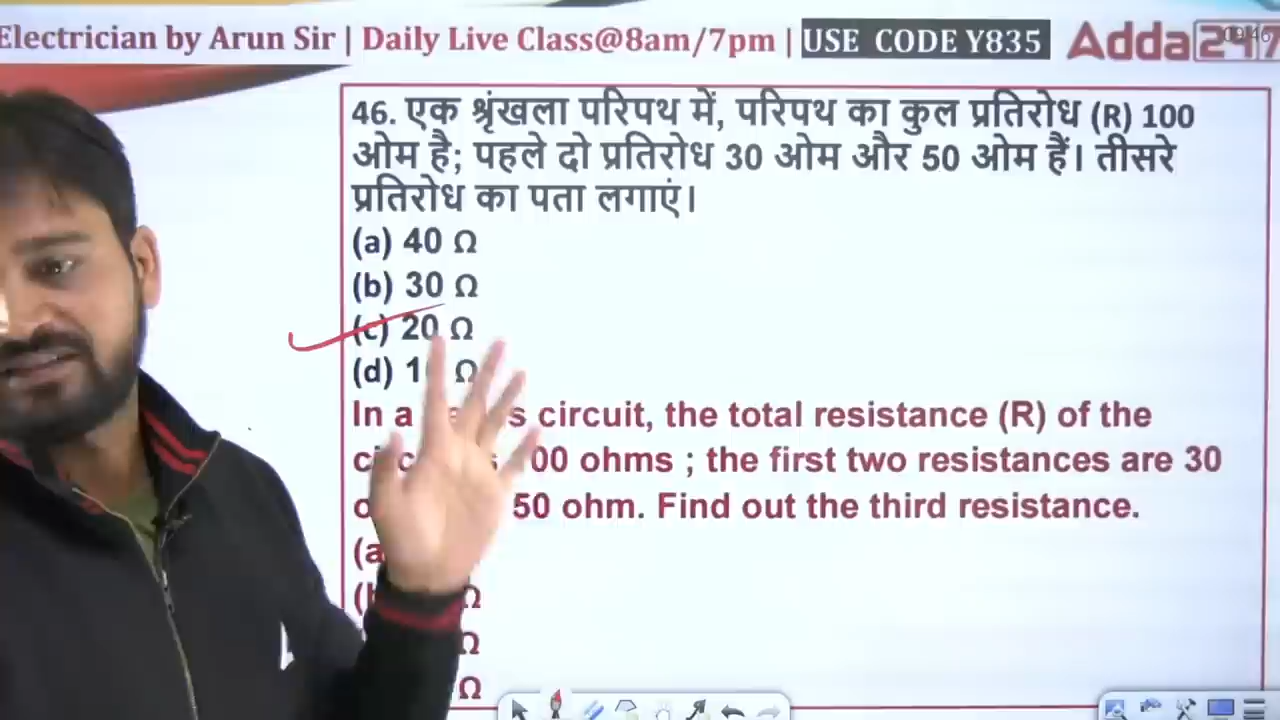 Electrician by Arun Sir | Daily Live Class@8am/7pm | USE CODE Y835 Adda247
46. एक श्रृंखला परिपथ में, परिपथ का कुल प्रतिरोध (R) 100
ओम है; पहले दो प्रतिरोध 30 ओम और 50 ओम हैं। तीसरे
प्रतिरोध का पता लगाएं।
(a) 40 Ω
(b) 30 Ω
(c) 20 Ω
(d) Ω
In a circuit, the total resistance (R) of the
ohms ; the first two resistances are 30
50 ohm. Find out the third resistance.
(a
Ω
Ω
Ω